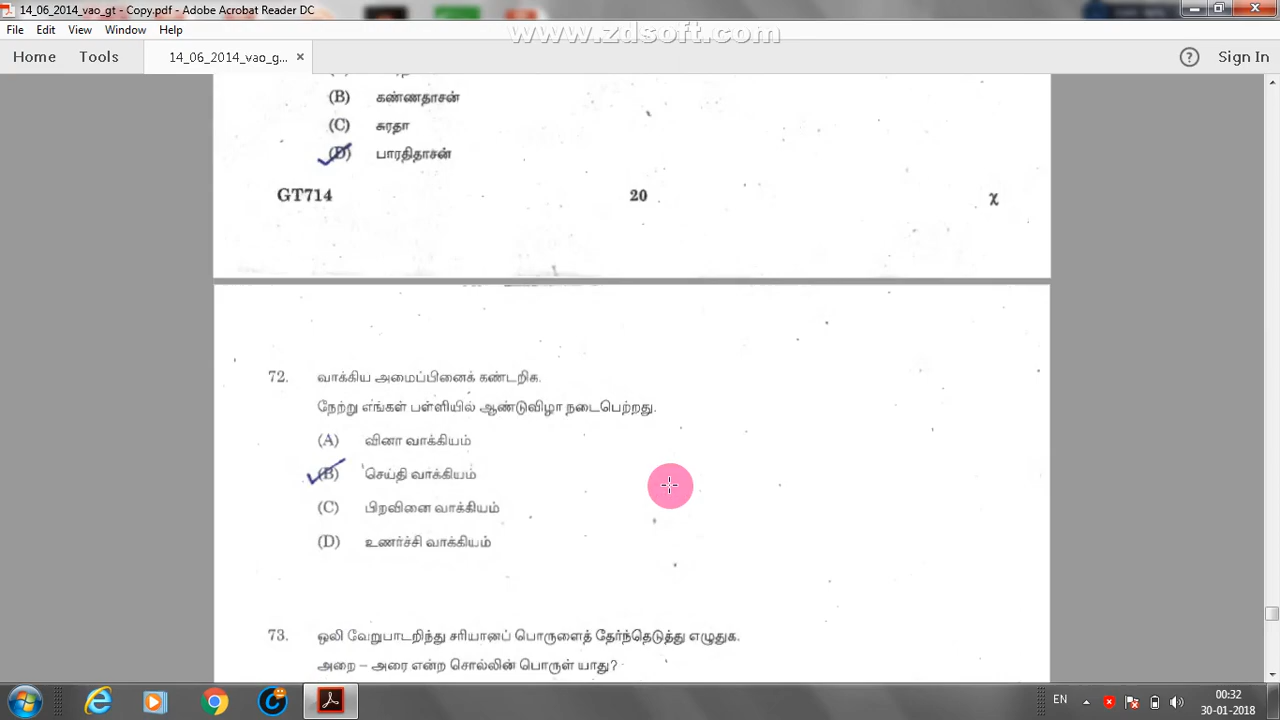 14_06_2014_vao_gt - Copy.pdf - Adobe Acrobat Reader DC
www.zdsoft.com
File Edit View Window Help
Home Tools 14_06_2014_vao_g... × ? Sign In
(B) கண்ணதாசன்
(C) சுரதா
(D) பாரதிதாசன்
GT714 20 χ
72. வாக்கிய அமைப்பினைக் கண்டறிக.
நேற்று எங்கள் பள்ளியில் ஆண்டுவிழா நடைபெற்றது.
(A) வினா வாக்கியம்
(B) செய்தி வாக்கியம்
(C) பிறவினை வாக்கியம்
(D) உணர்ச்சி வாக்கியம்
73. ஒலி வேறுபாடறிந்து சரியானப் பொருளைத் தேர்ந்தெடுத்து எழுதுக.
அறை – அரை என்ற சொல்லின் பொருள் யாது?
EN 00:32
30-01-2018